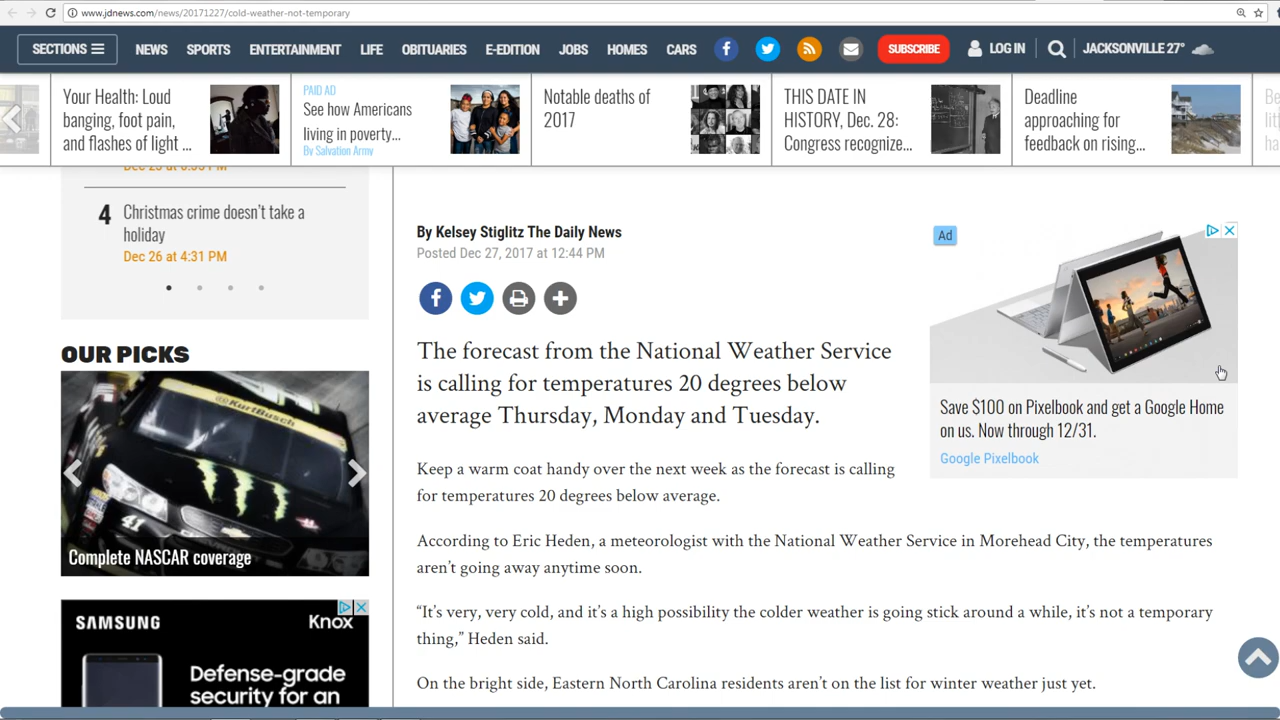 www.jdnews.com/news/20171227/cold-weather-not-temporary
SECTIONS
NEWS
SPORTS
ENTERTAINMENT
LIFE
OBITUARIES
E-EDITION
JOBS
HOMES
CARS
SUBSCRIBE
LOG IN
JACKSONVILLE 27°
Your Health: Loud
banging, foot pain,
and flashes of light ...
PAID AD
See how Americans
living in poverty...
By Salvation Army
Notable deaths of
2017
THIS DATE IN
HISTORY, Dec. 28:
Congress recognize...
Deadline
approaching for
feedback on rising...
4 Christmas crime doesn't take a
holiday
Dec 26 at 4:31 PM
OUR PICKS
@KurtBusch
41
Complete NASCAR coverage
SAMSUNG
Knox
Defense-grade
security for an
By Kelsey Stiglitz The Daily News
Posted Dec 27, 2017 at 12:44 PM
The forecast from the National Weather Service
is calling for temperatures 20 degrees below
average Thursday, Monday and Tuesday.
Keep a warm coat handy over the next week as the forecast is calling
for temperatures 20 degrees below average.
According to Eric Heden, a meteorologist with the National Weather Service in Morehead City, the temperatures
aren't going away anytime soon.
“It's very, very cold, and it's a high possibility the colder weather is going stick around a while, it's not a temporary
thing,” Heden said.
On the bright side, Eastern North Carolina residents aren't on the list for winter weather just yet.
Ad
Save $100 on Pixelbook and get a Google Home
on us. Now through 12/31.
Google Pixelbook